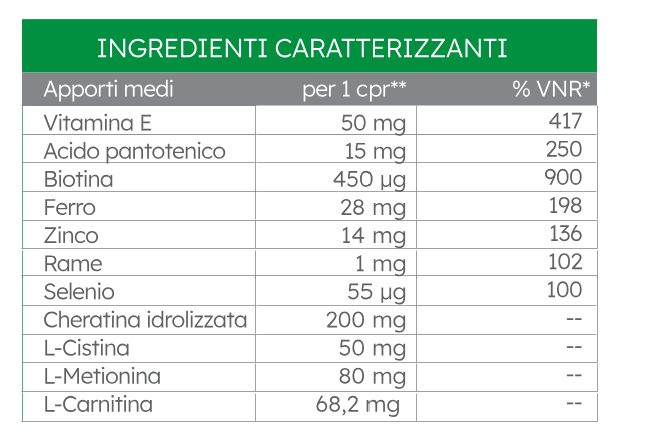 INGREDIENTI CARATTERIZZANTI
Apporti medi per 1 cpr** % VNR*
Vitamina E 50 mg 417
Acido pantotenico 15 mg 250
Biotina 450 µg 900
Ferro 28 mg 198
Zinco 14 mg 136
Rame 1 mg 102
Selenio 55 µg 100
Cheratina idrolizzata 200 mg --
L-Cistina 50 mg --
L-Metionina 80 mg --
L-Carnitina 68,2 mg --